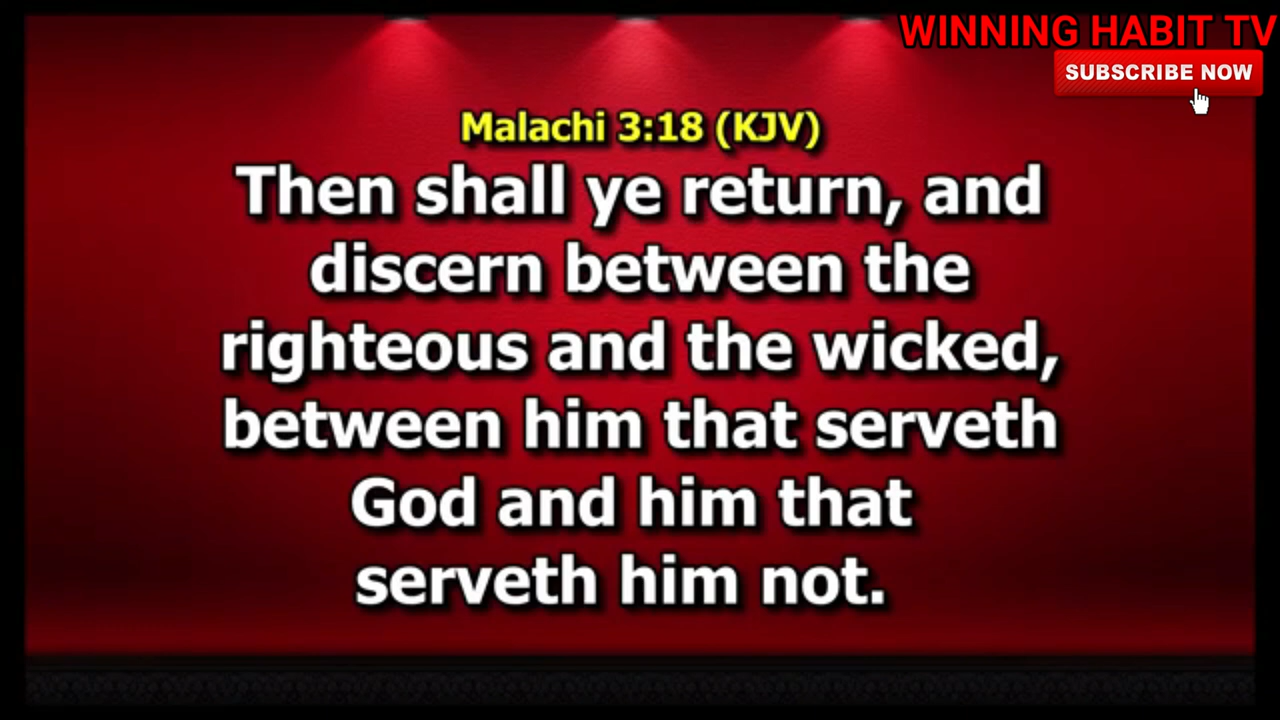 WINNING HABIT TV
SUBSCRIBE NOW
Malachi 3:18 (KJV)
Then shall ye return, and
discern between the
righteous and the wicked,
between him that serveth
God and him that
serveth him not.